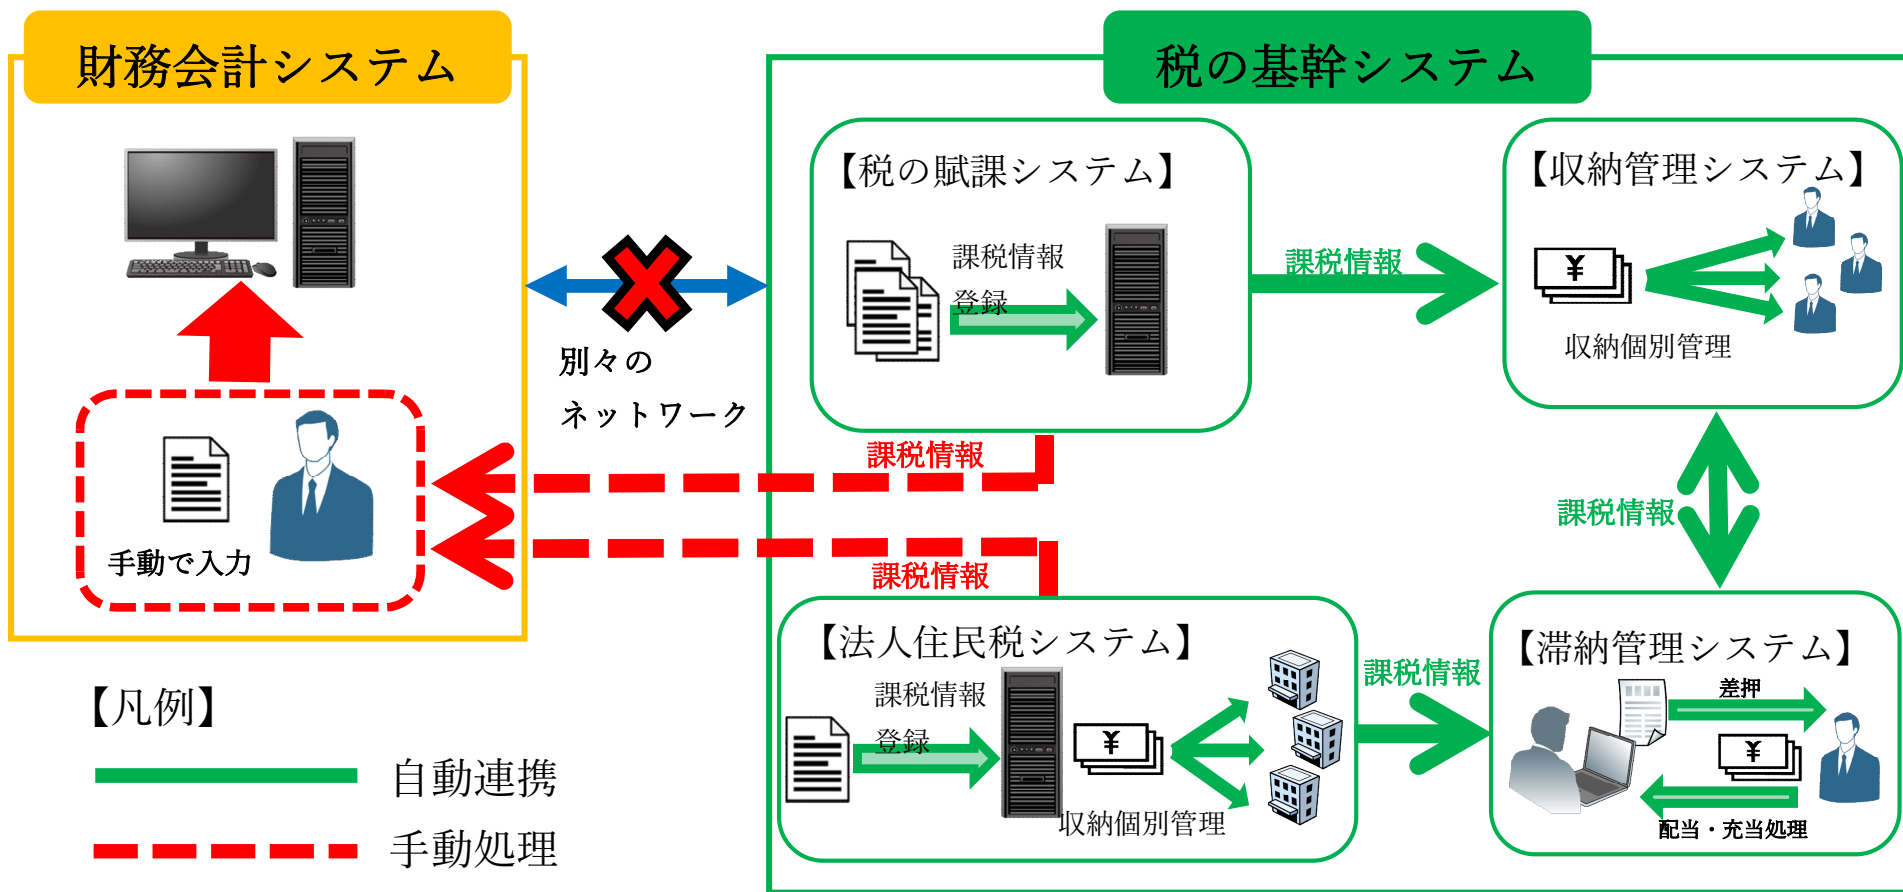 財務会計システム
税の基幹システム
【税の賦課システム】
課税情報
登録
課税情報
【収納管理システム】
¥
収納個別管理
別々の
ネットワーク
手動で入力
課税情報
課税情報
課税情報
【法人住民税システム】
課税情報
登録
¥
収納個別管理
課税情報
【滞納管理システム】
差押
¥
配当・充当処理
【凡例】
自動連携
手動処理